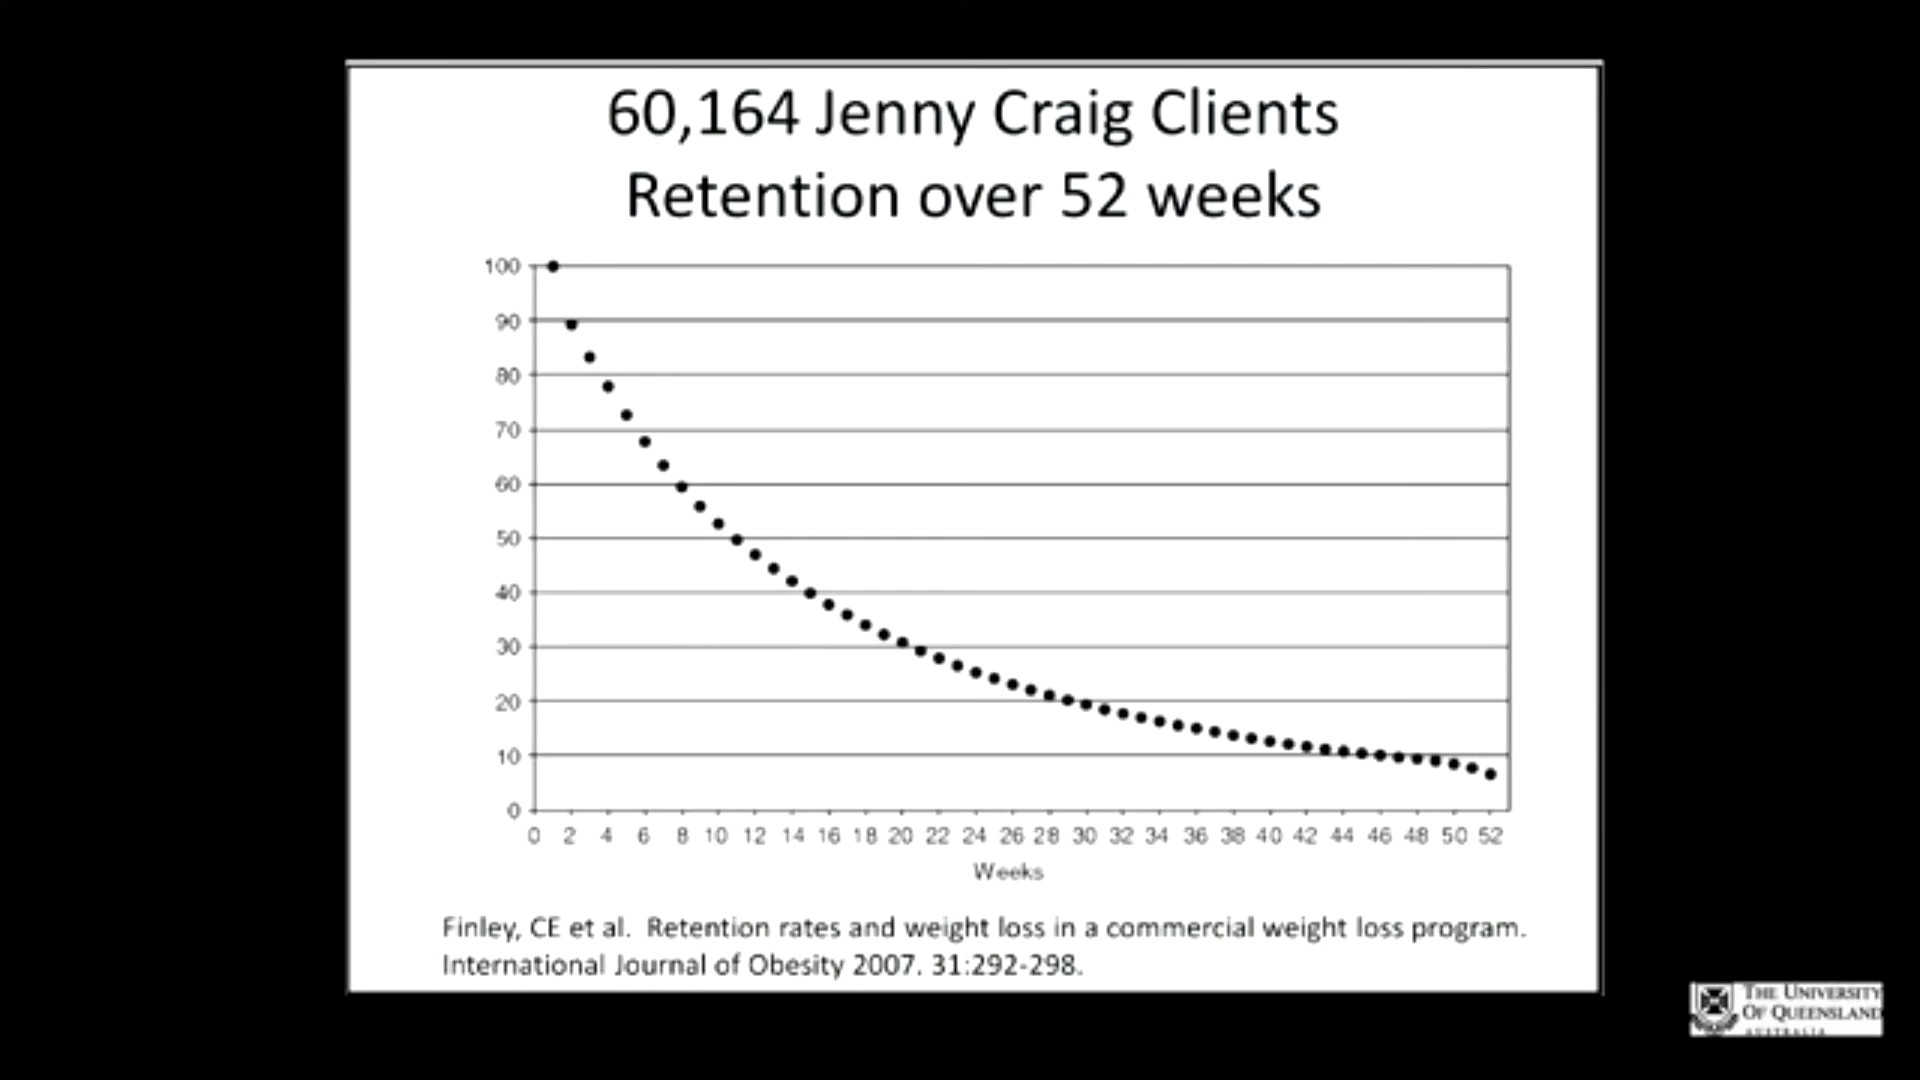 60,164 Jenny Craig Clients
Retention over 52 weeks
100
90
80
70
60
50
40
30
20
10
0
0 2 4 6 8 10 12 14 16 18 20 22 24 26 28 30 32 34 36 38 40 42 44 46 48 50 52
Weeks
Finley, CE et al. Retention rates and weight loss in a commercial weight loss program.
International Journal of Obesity 2007. 31:292-298.
THE UNIVERSITY
OF QUEENSLAND
AUSTRALIA